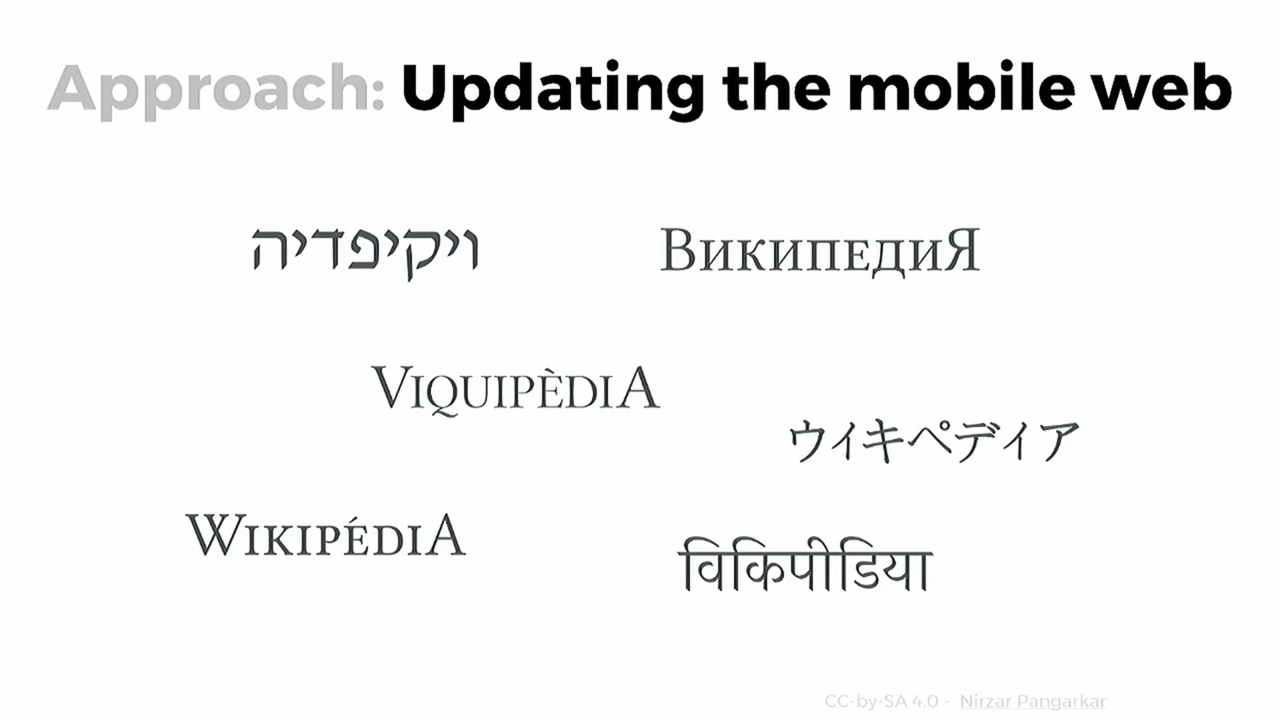 Approach: Updating the mobile web
ויקיפדיה
ВикипедиЯ
VIQUIPÈDIA
ウィキペディア
WIKIPÉDIA
विकिपीडिया
CC-by-SA 4.0 - Nirzar Pangarkar